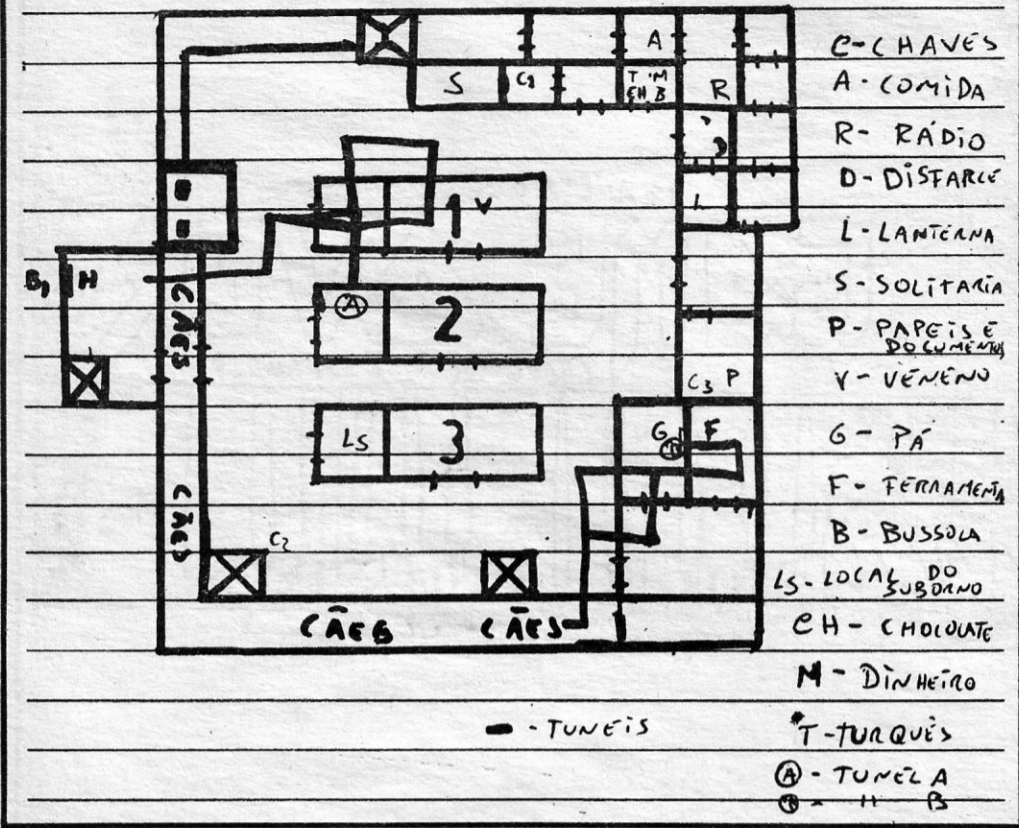 A
C-CHAVES
S
C1
T M
CH B
R
A-COMIDA
R-RÁDIO
D
D-DISFARCE
1 V
L
L-LANTERNA
B, H
CÃES
S-SOLITARIA
A
2
P-PAPEIS E
DOCUMENTOS
C3 P
V-VENENO
LS
3
G
F
G-PÁ
F-FERRAMENTA
CÃES
B-BUSSOLA
C2
LS-LOCAL DO
SUBORNO
CÃES
CÃES
CH-CHOCOLATE
M-DINHEIRO
- TUNEIS
*T-TURQUÊS
A - TUNEL A
B - " B